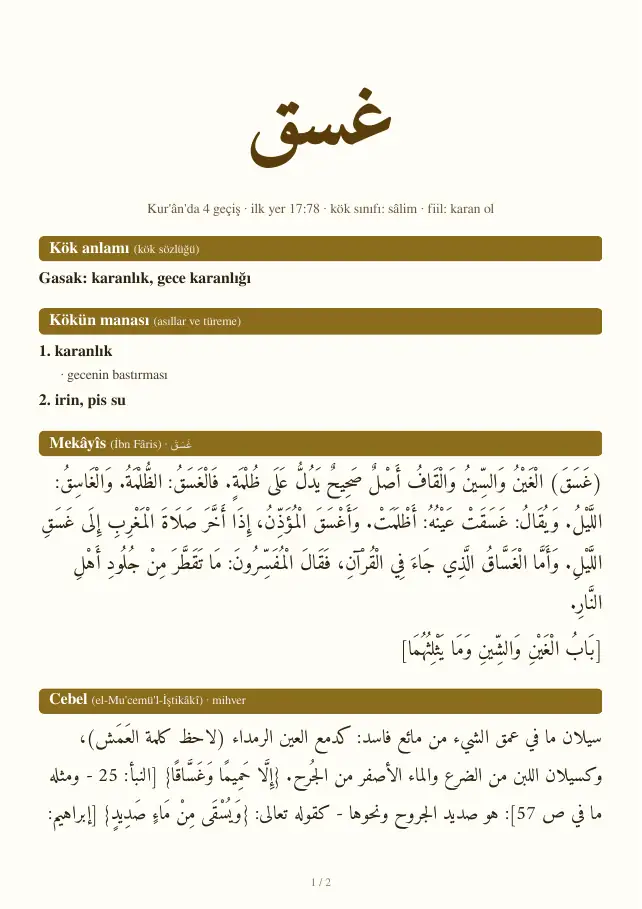 غسق
Kur'ân'da 4 geçiş · ilk yer 17:78 · kök sınıfı: sâlim · fiil: karan ol
Kök anlamı (kök sözlüğü)
Gasak: karanlık, gece karanlığı
Kökün manası (asıllar ve türeme)
1. karanlık
· gecenin bastırması
2. irin, pis su
Mekâyîs (İbn Fâris) · غَسَقَ
(غَسَقَ) الْغَيْنُ وَالسِّينُ وَالْقَافُ أَصْلٌ صَحِيحٌ يَدُلُّ عَلَى ظُلْمَةٍ. فَالْغَسَقُ: الظُّلْمَةُ. وَالْغَاسِقُ:
اللَّيْلُ. وَيُقَالُ: غَسَقَتْ عَيْنُهُ: أَظْلَمَتْ. وَأَغْسَقَ الْمُؤَذِّنُ، إِذَا أَخَّرَ صَلَاةَ الْمَغْرِبِ إِلَى غَسَقِ
اللَّيْلِ. وَأَمَّا الْغَسَّاقُ الَّذِي جَاءَ فِي الْقُرْآنِ، فَقَالَ الْمُفَسِّرُونَ: مَا تَقَطَّرَ مِنْ جُلُودِ أَهْلِ
النَّارِ.
[بَابُ الْغَيْنِ وَالشِّينِ وَمَا يَثْلِثُهُمَا]
Cebel (el-Mu'cemü'l-İştikâkî) · mihver
سيلان ما في عمق الشيء من مائع فاسد: كدمع العين الرمداء (لاحظ كلمة العَمَش)،
وكسيلان اللبن من الضرع والماء الأصفر من الجُرح. {إِلَّا حَمِيمًا وَغَسَّاقًا} [النبأ: 25 - ومثله
ما في ص 57]: هو صديد الجروح ونحوها - كقوله تعالى: {وَيُسْقَى مِنْ مَاءٍ صَدِيدٍ} [إبراهيم:
1 / 2